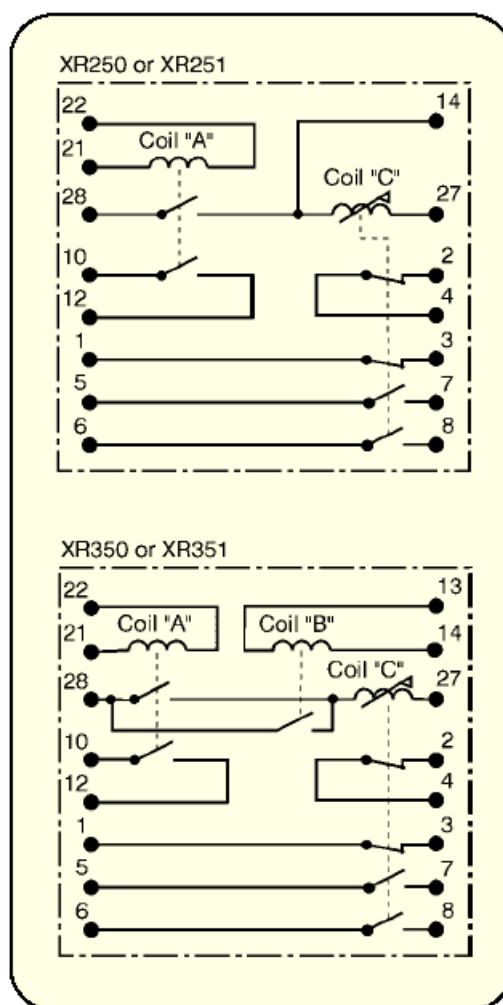 XR250 or XR251
22 14
Coil "A"
21
Coil "C"
28 27
10 2
12 4
1 3
5 7
6 8
XR350 or XR351
22 13
Coil "A" Coil "B"
21 14
Coil "C"
28 27
10 2
12 4
1 3
5 7
6 8